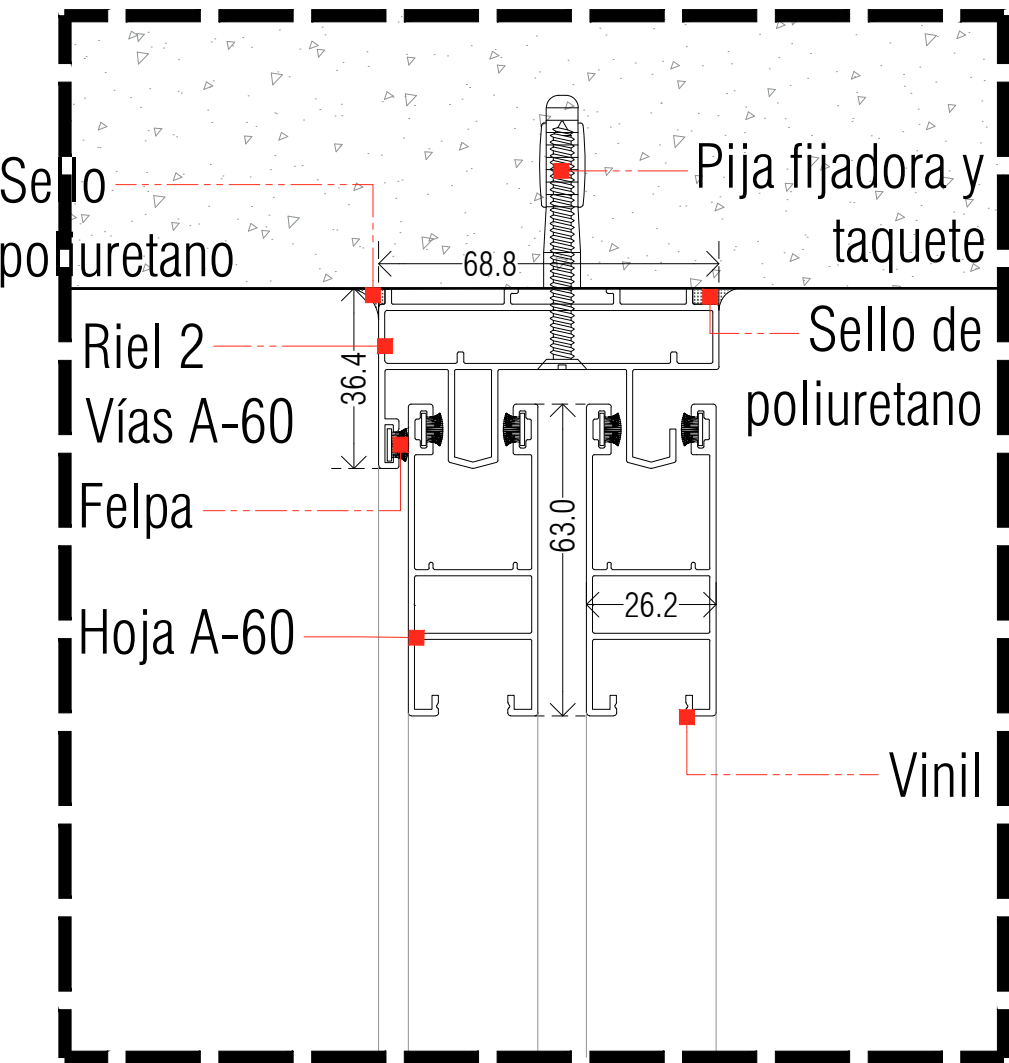 Sello
poliuretano
Pija fijadora y
taquete
68.8
Riel 2
Vías A-60
36.4
Sello de
poliuretano
Felpa
63.0
26.2
Hoja A-60
Vinil